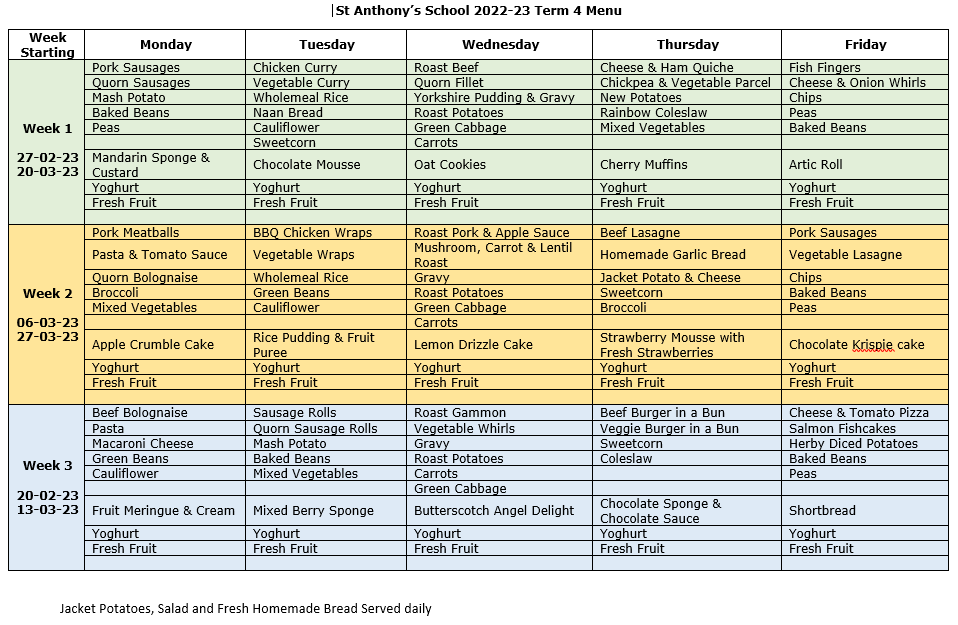 St Anthony’s School 2022-23 Term 4 Menu
Week Starting Monday Tuesday Wednesday Thursday Friday
Week 1
27-02-23
20-03-23
Pork Sausages Chicken Curry Roast Beef Cheese & Ham Quiche Fish Fingers
Quorn Sausages Vegetable Curry Quorn Fillet Chickpea & Vegetable Parcel Cheese & Onion Whirls
Mash Potato Wholemeal Rice Yorkshire Pudding & Gravy New Potatoes Chips
Baked Beans Naan Bread Roast Potatoes Rainbow Coleslaw Peas
Peas Cauliflower Green Cabbage Mixed Vegetables Baked Beans
Sweetcorn Carrots
Mandarin Sponge & Custard Chocolate Mousse Oat Cookies Cherry Muffins Artic Roll
Yoghurt Yoghurt Yoghurt Yoghurt Yoghurt
Fresh Fruit Fresh Fruit Fresh Fruit Fresh Fruit Fresh Fruit
Week 2
06-03-23
27-03-23
Pork Meatballs BBQ Chicken Wraps Roast Pork & Apple Sauce Beef Lasagne Pork Sausages
Pasta & Tomato Sauce Vegetable Wraps Mushroom, Carrot & Lentil Roast Homemade Garlic Bread Vegetable Lasagne
Quorn Bolognaise Wholemeal Rice Gravy Jacket Potato & Cheese Chips
Broccoli Green Beans Roast Potatoes Sweetcorn Baked Beans
Mixed Vegetables Cauliflower Green Cabbage Broccoli Peas
Carrots
Apple Crumble Cake Rice Pudding & Fruit Puree Lemon Drizzle Cake Strawberry Mousse with Fresh Strawberries Chocolate Krispie cake
Yoghurt Yoghurt Yoghurt Yoghurt Yoghurt
Fresh Fruit Fresh Fruit Fresh Fruit Fresh Fruit Fresh Fruit
Week 3
20-02-23
13-03-23
Beef Bolognaise Sausage Rolls Roast Gammon Beef Burger in a Bun Cheese & Tomato Pizza
Pasta Quorn Sausage Rolls Vegetable Whirls Veggie Burger in a Bun Salmon Fishcakes
Macaroni Cheese Mash Potato Gravy Sweetcorn Herby Diced Potatoes
Green Beans Baked Beans Roast Potatoes Coleslaw Baked Beans
Cauliflower Mixed Vegetables Carrots Peas
Green Cabbage
Fruit Meringue & Cream Mixed Berry Sponge Butterscotch Angel Delight Chocolate Sponge & Chocolate Sauce Shortbread
Yoghurt Yoghurt Yoghurt Yoghurt Yoghurt
Fresh Fruit Fresh Fruit Fresh Fruit Fresh Fruit Fresh Fruit
Jacket Potatoes, Salad and Fresh Homemade Bread Served daily